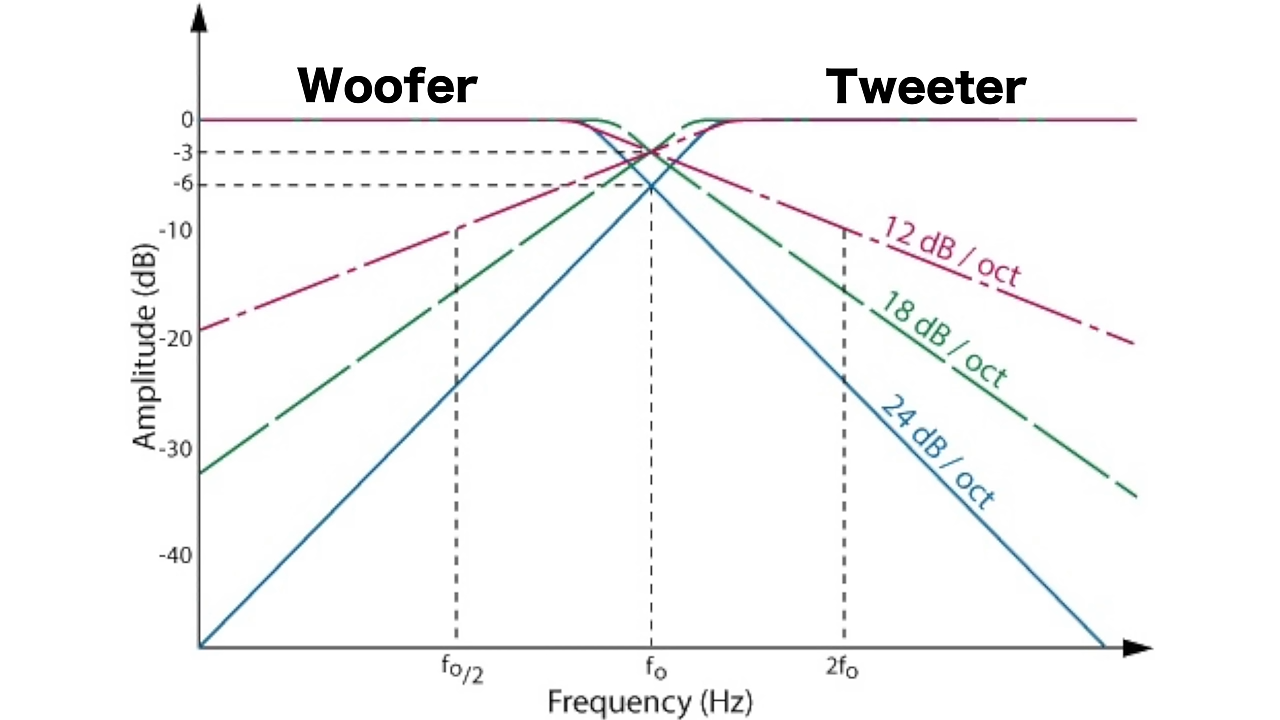 Woofer
Tweeter
0
-3
-6
-10
-20
-30
-40
Amplitude (dB)
12 dB / oct
18 dB / oct
24 dB / oct
fo/2
fo
2fo
Frequency (Hz)